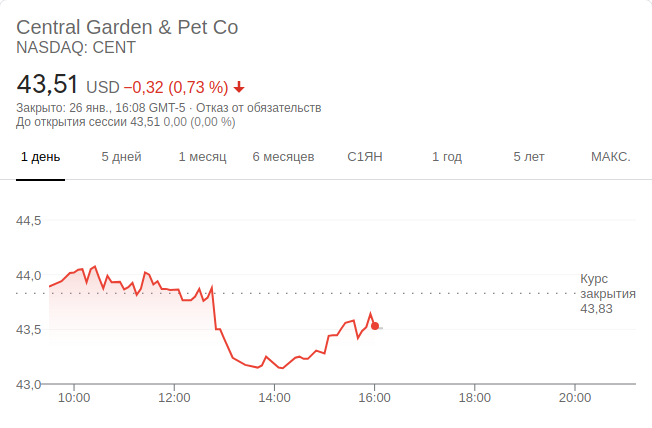 Central Garden & Pet Co
NASDAQ: CENT
43,51 USD −0,32 (0,73 %)
Закрыто: 26 янв., 16:08 GMT-5 · Отказ от обязательств
До открытия сессии 43,51 0,00 (0,00 %)
1 день 5 дней 1 месяц 6 месяцев С1ЯН 1 год 5 лет МАКС.
44,5
44,0
Курс
закрытия
43,83
43,5
43,0
10:00 12:00 14:00 16:00 18:00 20:00